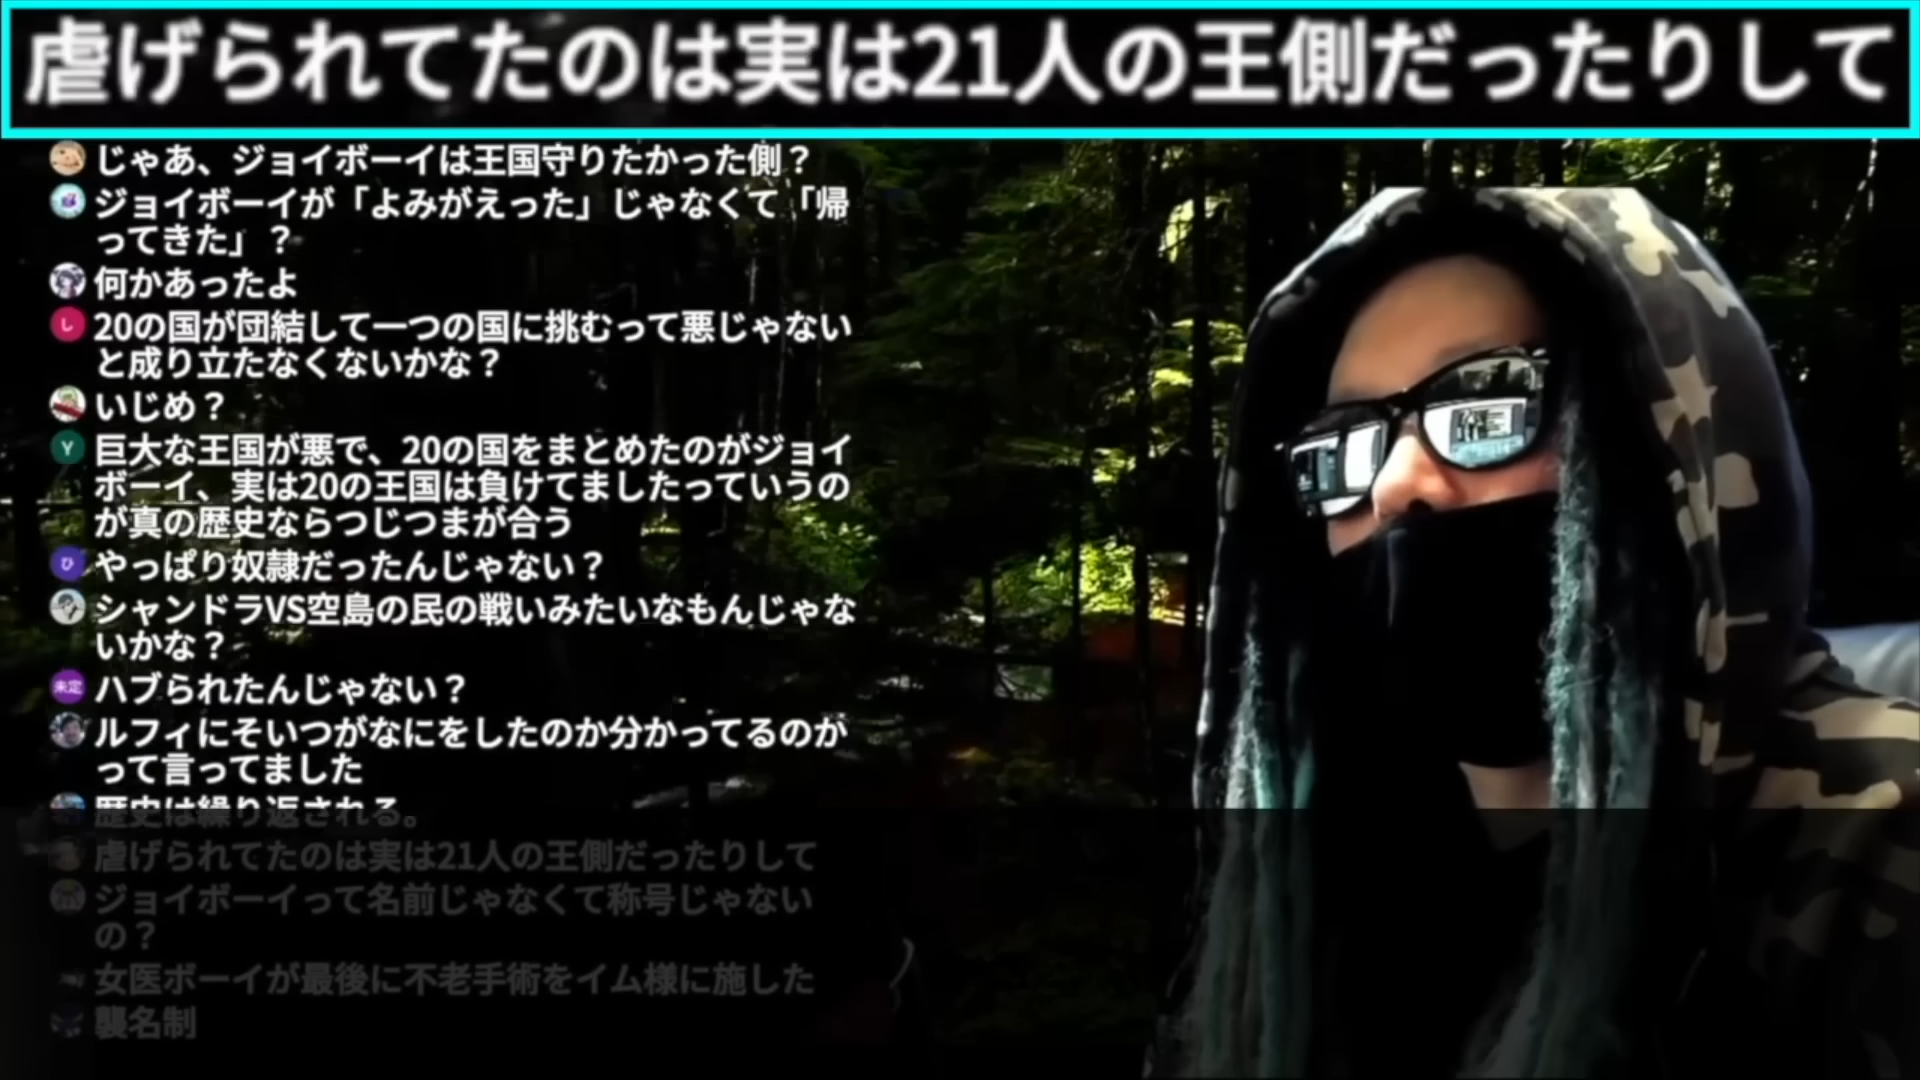 虐げられてたのは実は21人の王側だったりして
じゃあ、ジョイボーイは王国守りたかった側？
ジョイボーイが「よみがえった」じゃなくて「帰
ってきた」？
何かあったよ
し
20の国が団結して一つの国に挑むって悪じゃない
と成り立たなくないかな？
いじめ？
Y
巨大な王国が悪で、20の国をまとめたのがジョイ
ボーイ、実は20の王国は負けてましたっていうの
が真の歴史ならつじつまが合う
ひ
やっぱり奴隷だったんじゃない？
シャンドラVS空島の民の戦いみたいなもんじゃな
いかな？
未定
ハブられたんじゃない？
ルフィにそいつがなにをしたのか分かってるのが
って言ってました
歴史は繰り返される。
虐げられてたのは実は21人の王側だったりして
ジョイボーイって名前じゃなくて称号じゃない
の？
女医ボーイが最後に不老手術をイム様に施した
襲名制